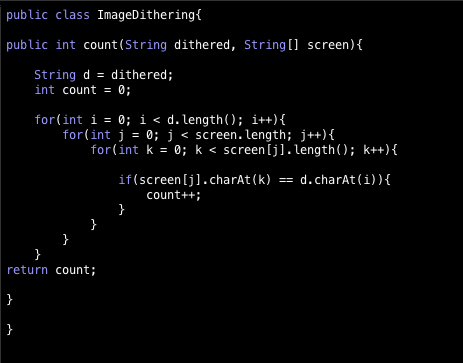 public class ImageDithering{
public int count(String dithered, String[] screen){
String d = dithered;
int count = 0;
for(int i = 0; i < d.length(); i++){
for(int j = 0; j < screen.length; j++){
for(int k = 0; k < screen[j].length(); k++){
if(screen[j].charAt(k) == d.charAt(i)){
count++;
}
}
}
}
return count;
}
}